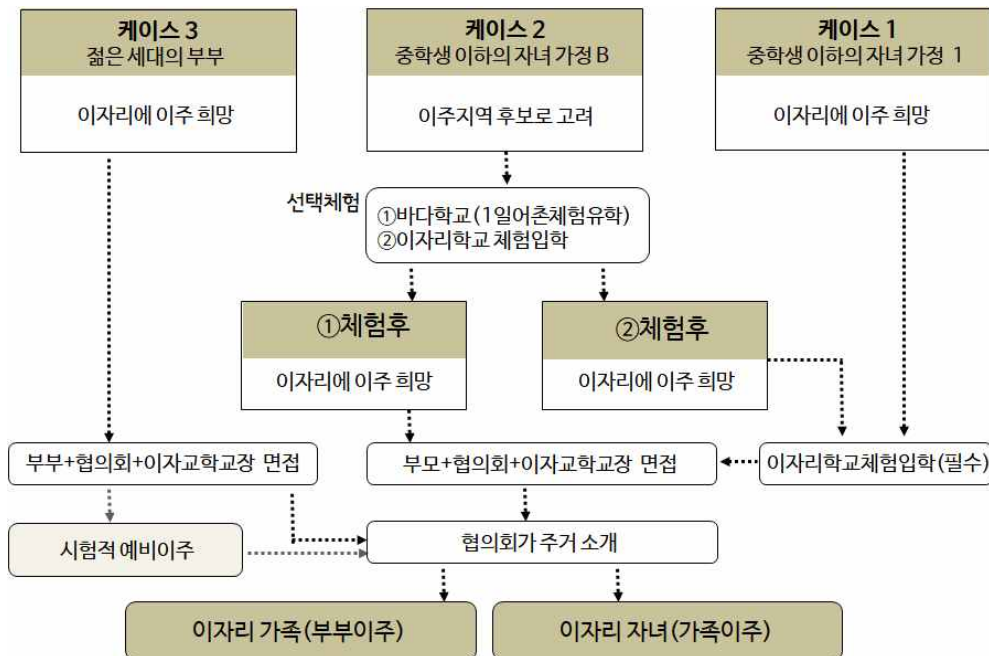 케이스 3
젊은 세대의 부부
이자리에 이주 희망
케이스 2
중학생 이하의 자녀 가정 B
이주지역 후보로 고려
케이스 1
중학생 이하의 자녀 가정 1
이자리에 이주 희망
선택체험
①바다학교(1일어촌체험유학)
②이자리학교 체험입학
①체험후
이자리에 이주 희망
②체험후
이자리에 이주 희망
부부+협의회+이자교학교장 면접
부모+협의회+이자교학교장 면접
이자리학교체험입학(필수)
시험적 예비이주
협의회가 주거 소개
이자리 가족(부부이주)
이자리 자녀(가족이주)